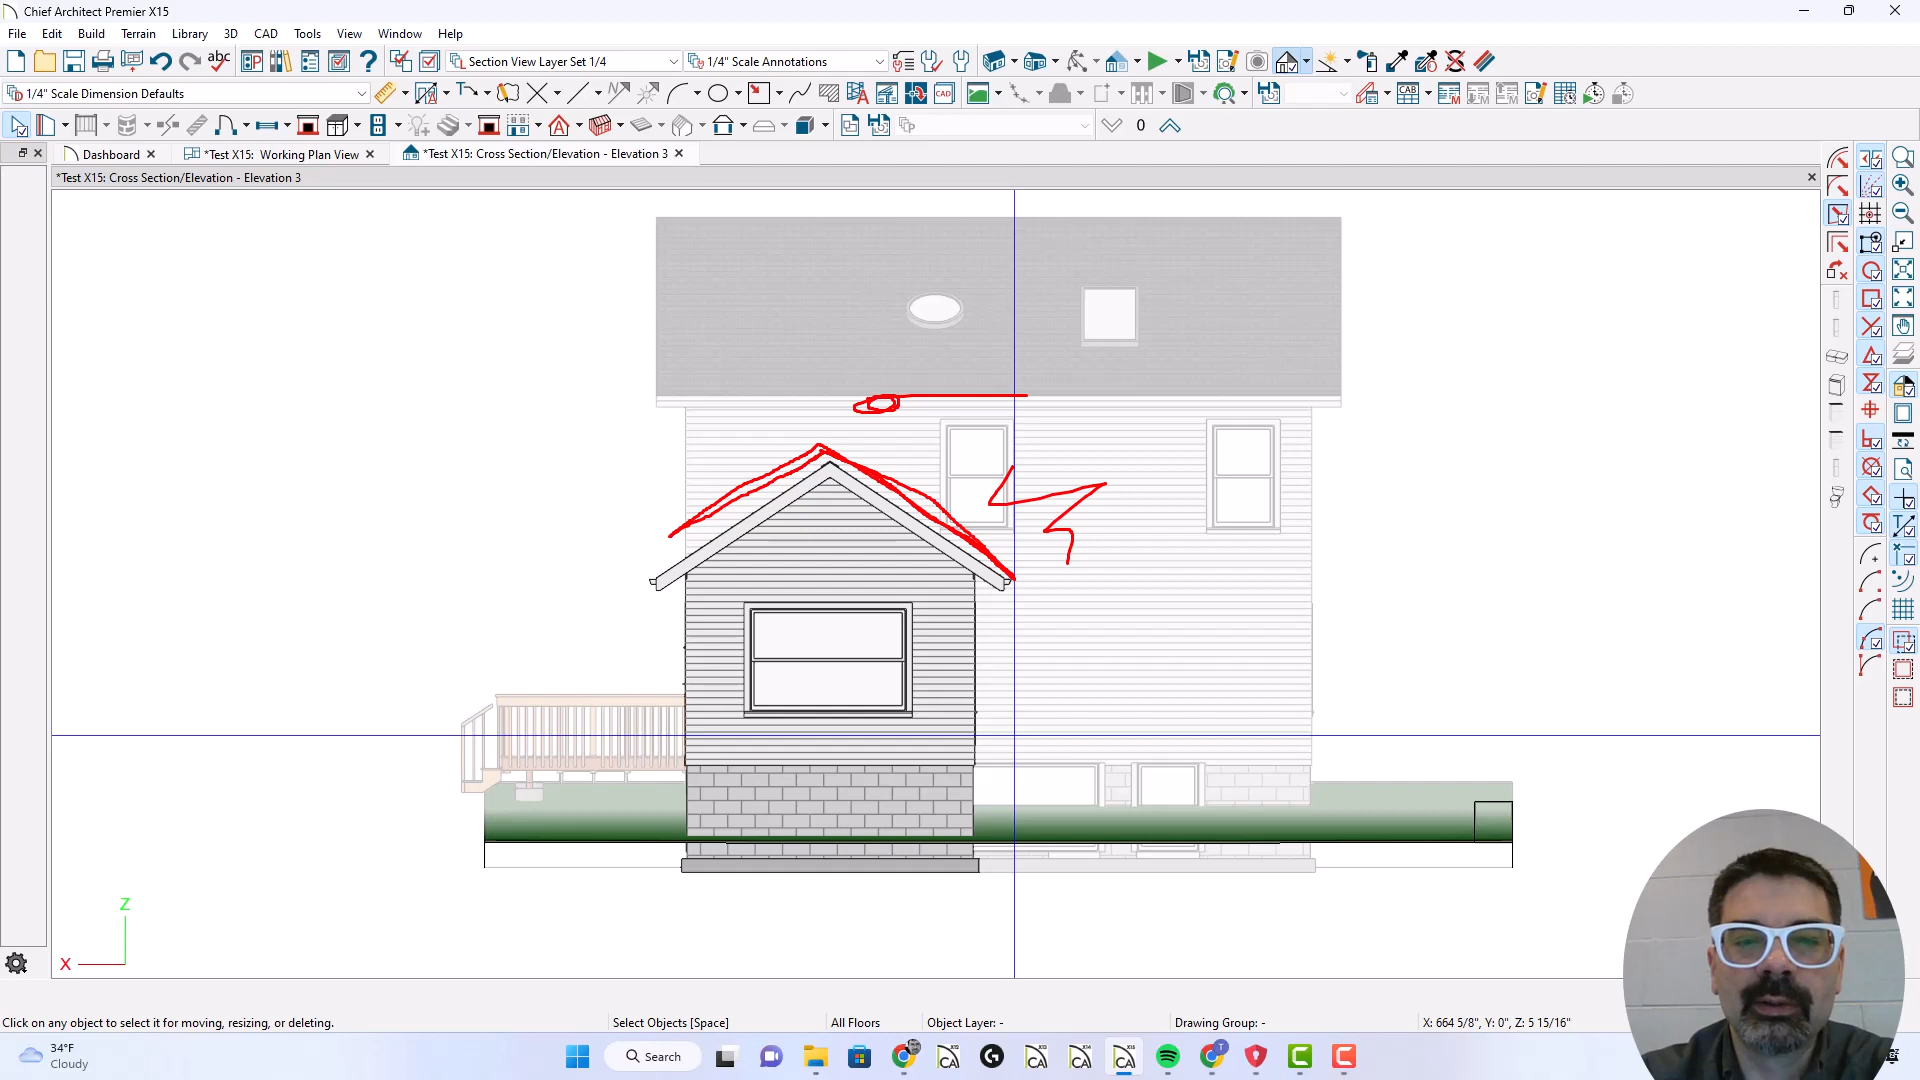 Chief Architect Premier X15
File Edit Build Terrain Library 3D CAD Tools View Window Help
Section View Layer Set 1/4 1/4" Scale Annotations
1/4" Scale Dimension Defaults
0
Dashboard *Test X15: Working Plan View *Test X15: Cross Section/Elevation - Elevation 3
*Test X15: Cross Section/Elevation - Elevation 3
Z
X
Click on any object to select it for moving, resizing, or deleting. Select Objects [Space] All Floors Object Layer: - Drawing Group: - X: 664 5/8", Y: 0", Z: 5 15/16"
34°F
Cloudy
Search